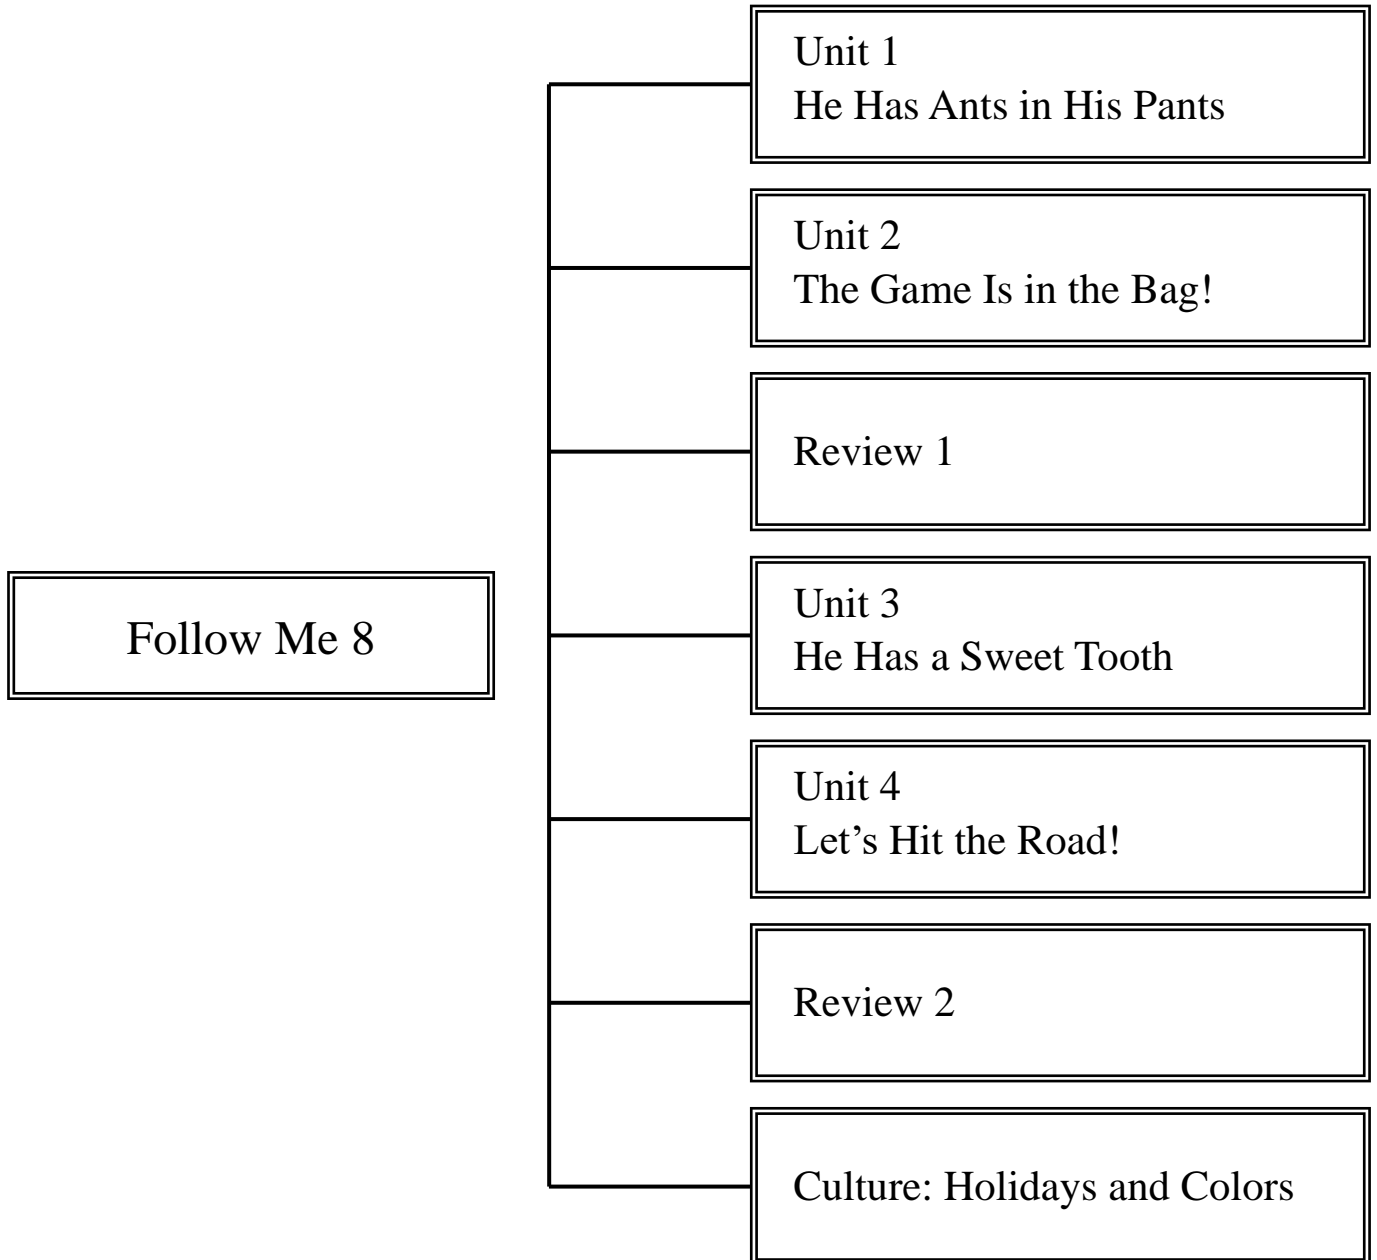 Follow Me 8
Unit 1
He Has Ants in His Pants
Unit 2
The Game Is in the Bag!
Review 1
Unit 3
He Has a Sweet Tooth
Unit 4
Let’s Hit the Road!
Review 2
Culture: Holidays and Colors